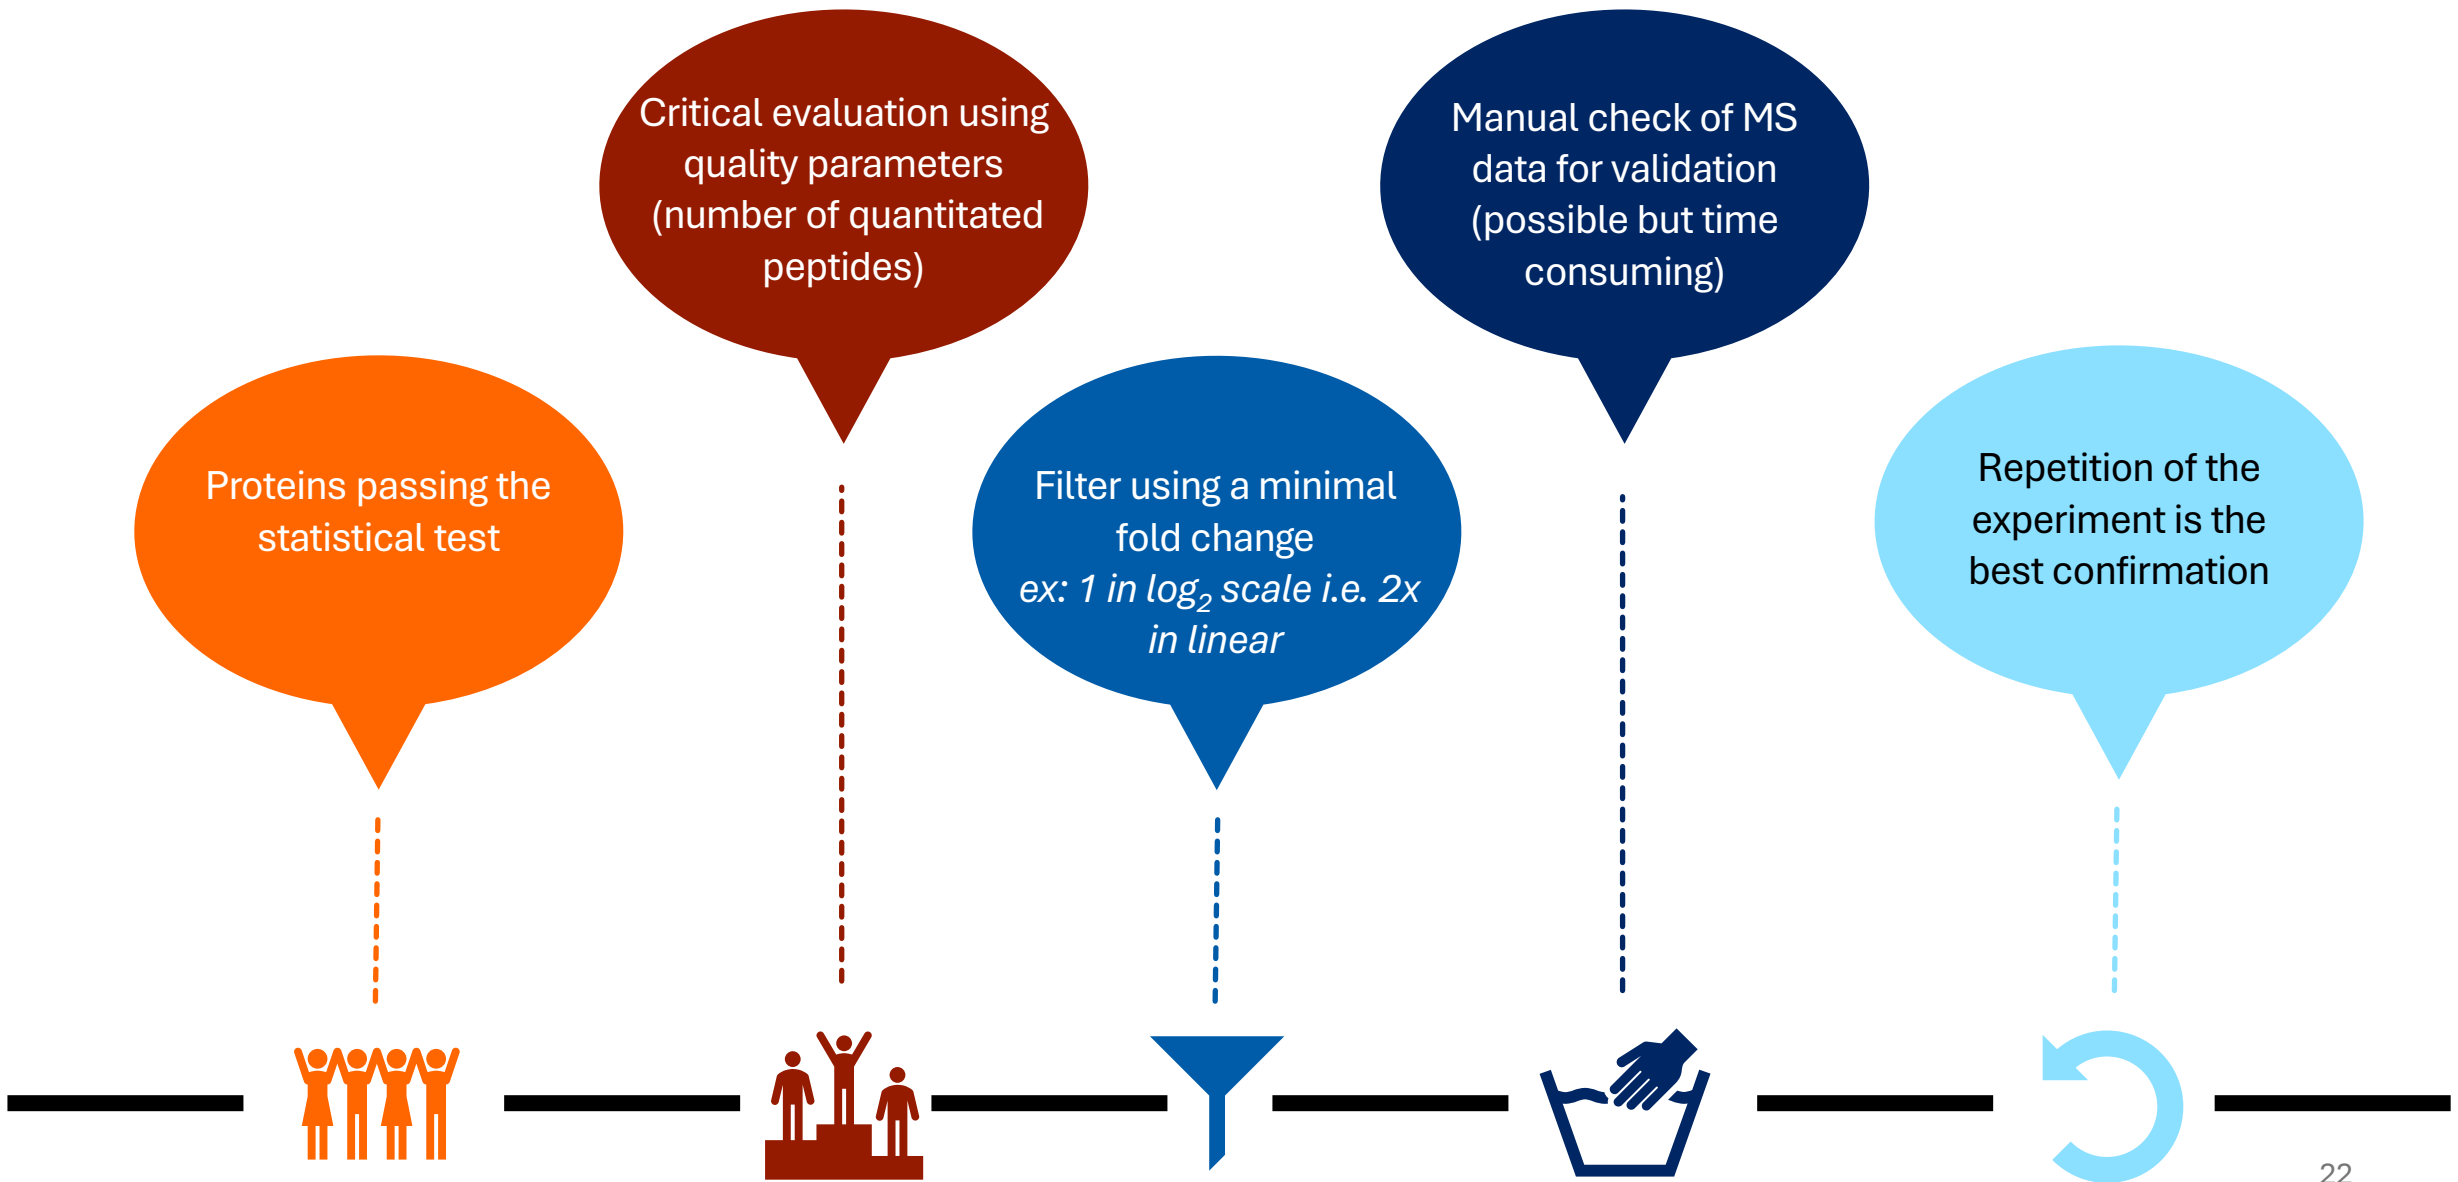 Proteins passing the
statistical test
Critical evaluation using
quality parameters
(number of quantitated
peptides)
Filter using a minimal
fold change
ex: 1 in log₂ scale i.e. 2x
in linear
Manual check of MS
data for validation
(possible but time
consuming)
Repetition of the
experiment is the
best confirmation
22